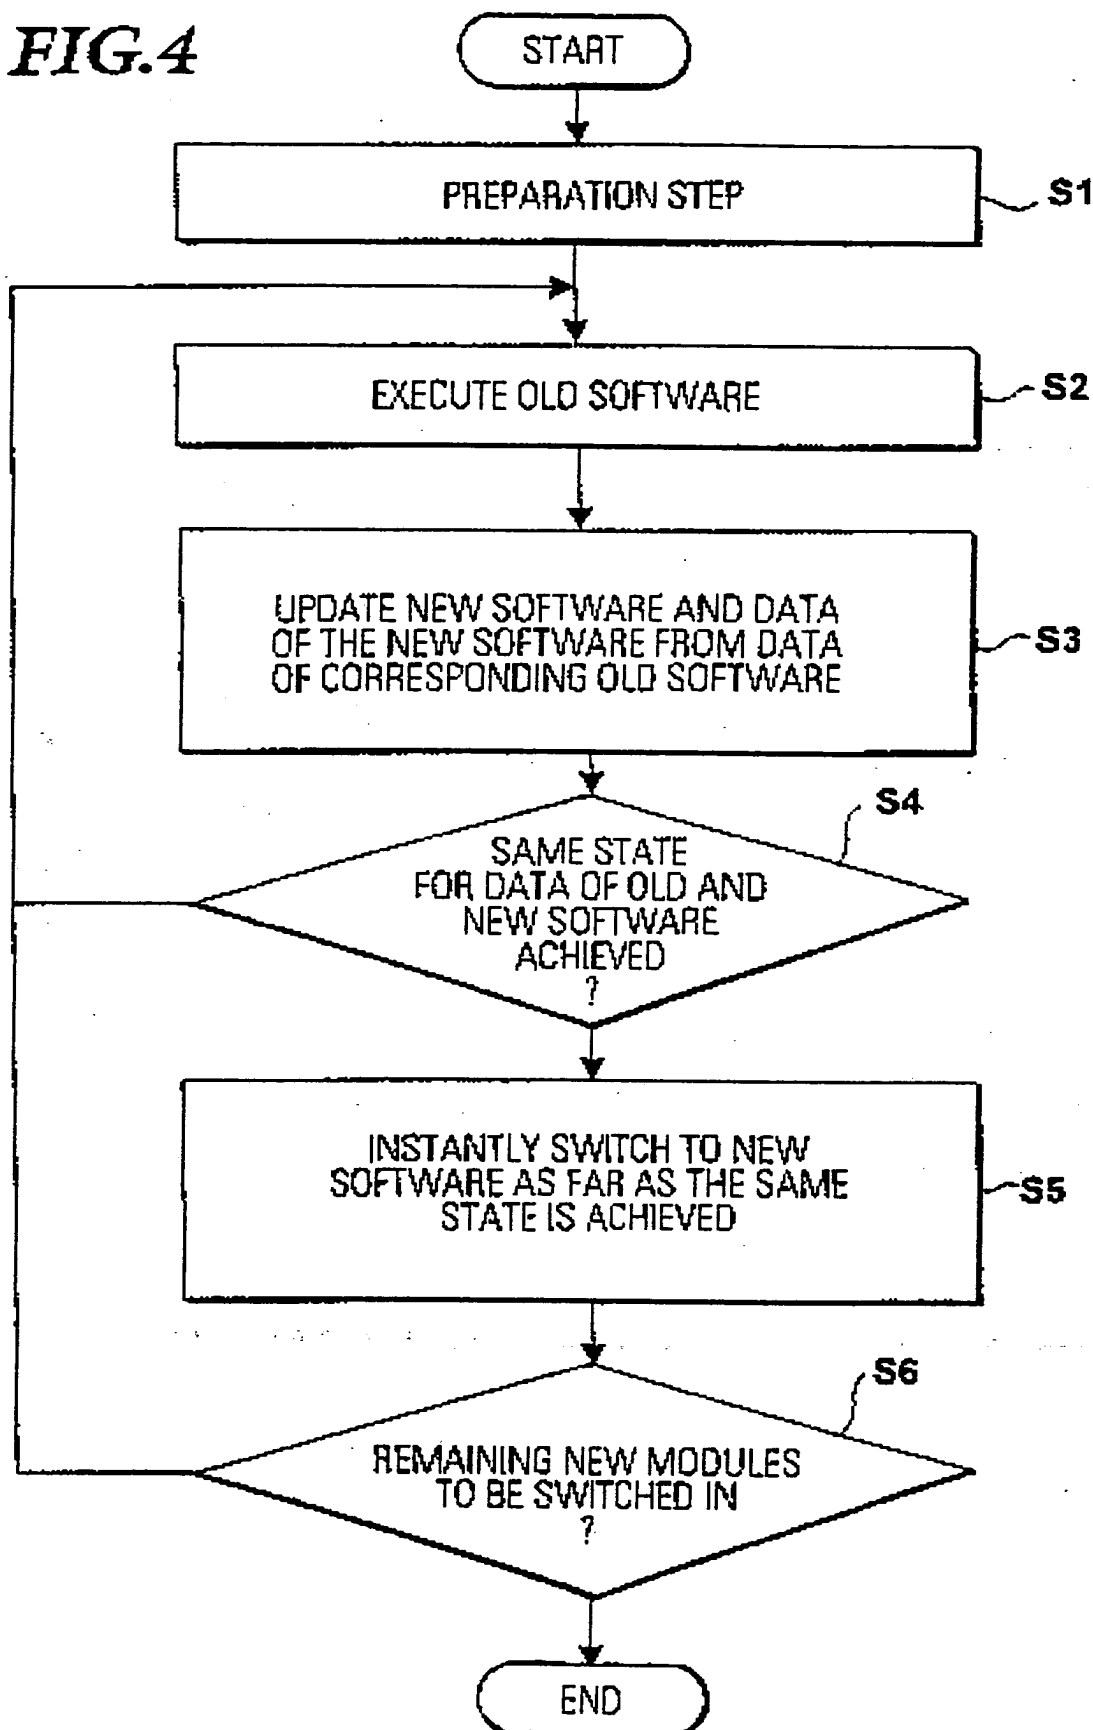 FIG.4
START
PREPARATION STEP
S1
EXECUTE OLD SOFTWARE
S2
UPDATE NEW SOFTWARE AND DATA
OF THE NEW SOFTWARE FROM DATA
OF CORRESPONDING OLD SOFTWARE
S3
S4
SAME STATE
FOR DATA OF OLD AND
NEW SOFTWARE
ACHIEVED
?
INSTANTLY SWITCH TO NEW
SOFTWARE AS FAR AS THE SAME
STATE IS ACHIEVED
S5
S6
REMAINING NEW MODULES
TO BE SWITCHED IN
?
END